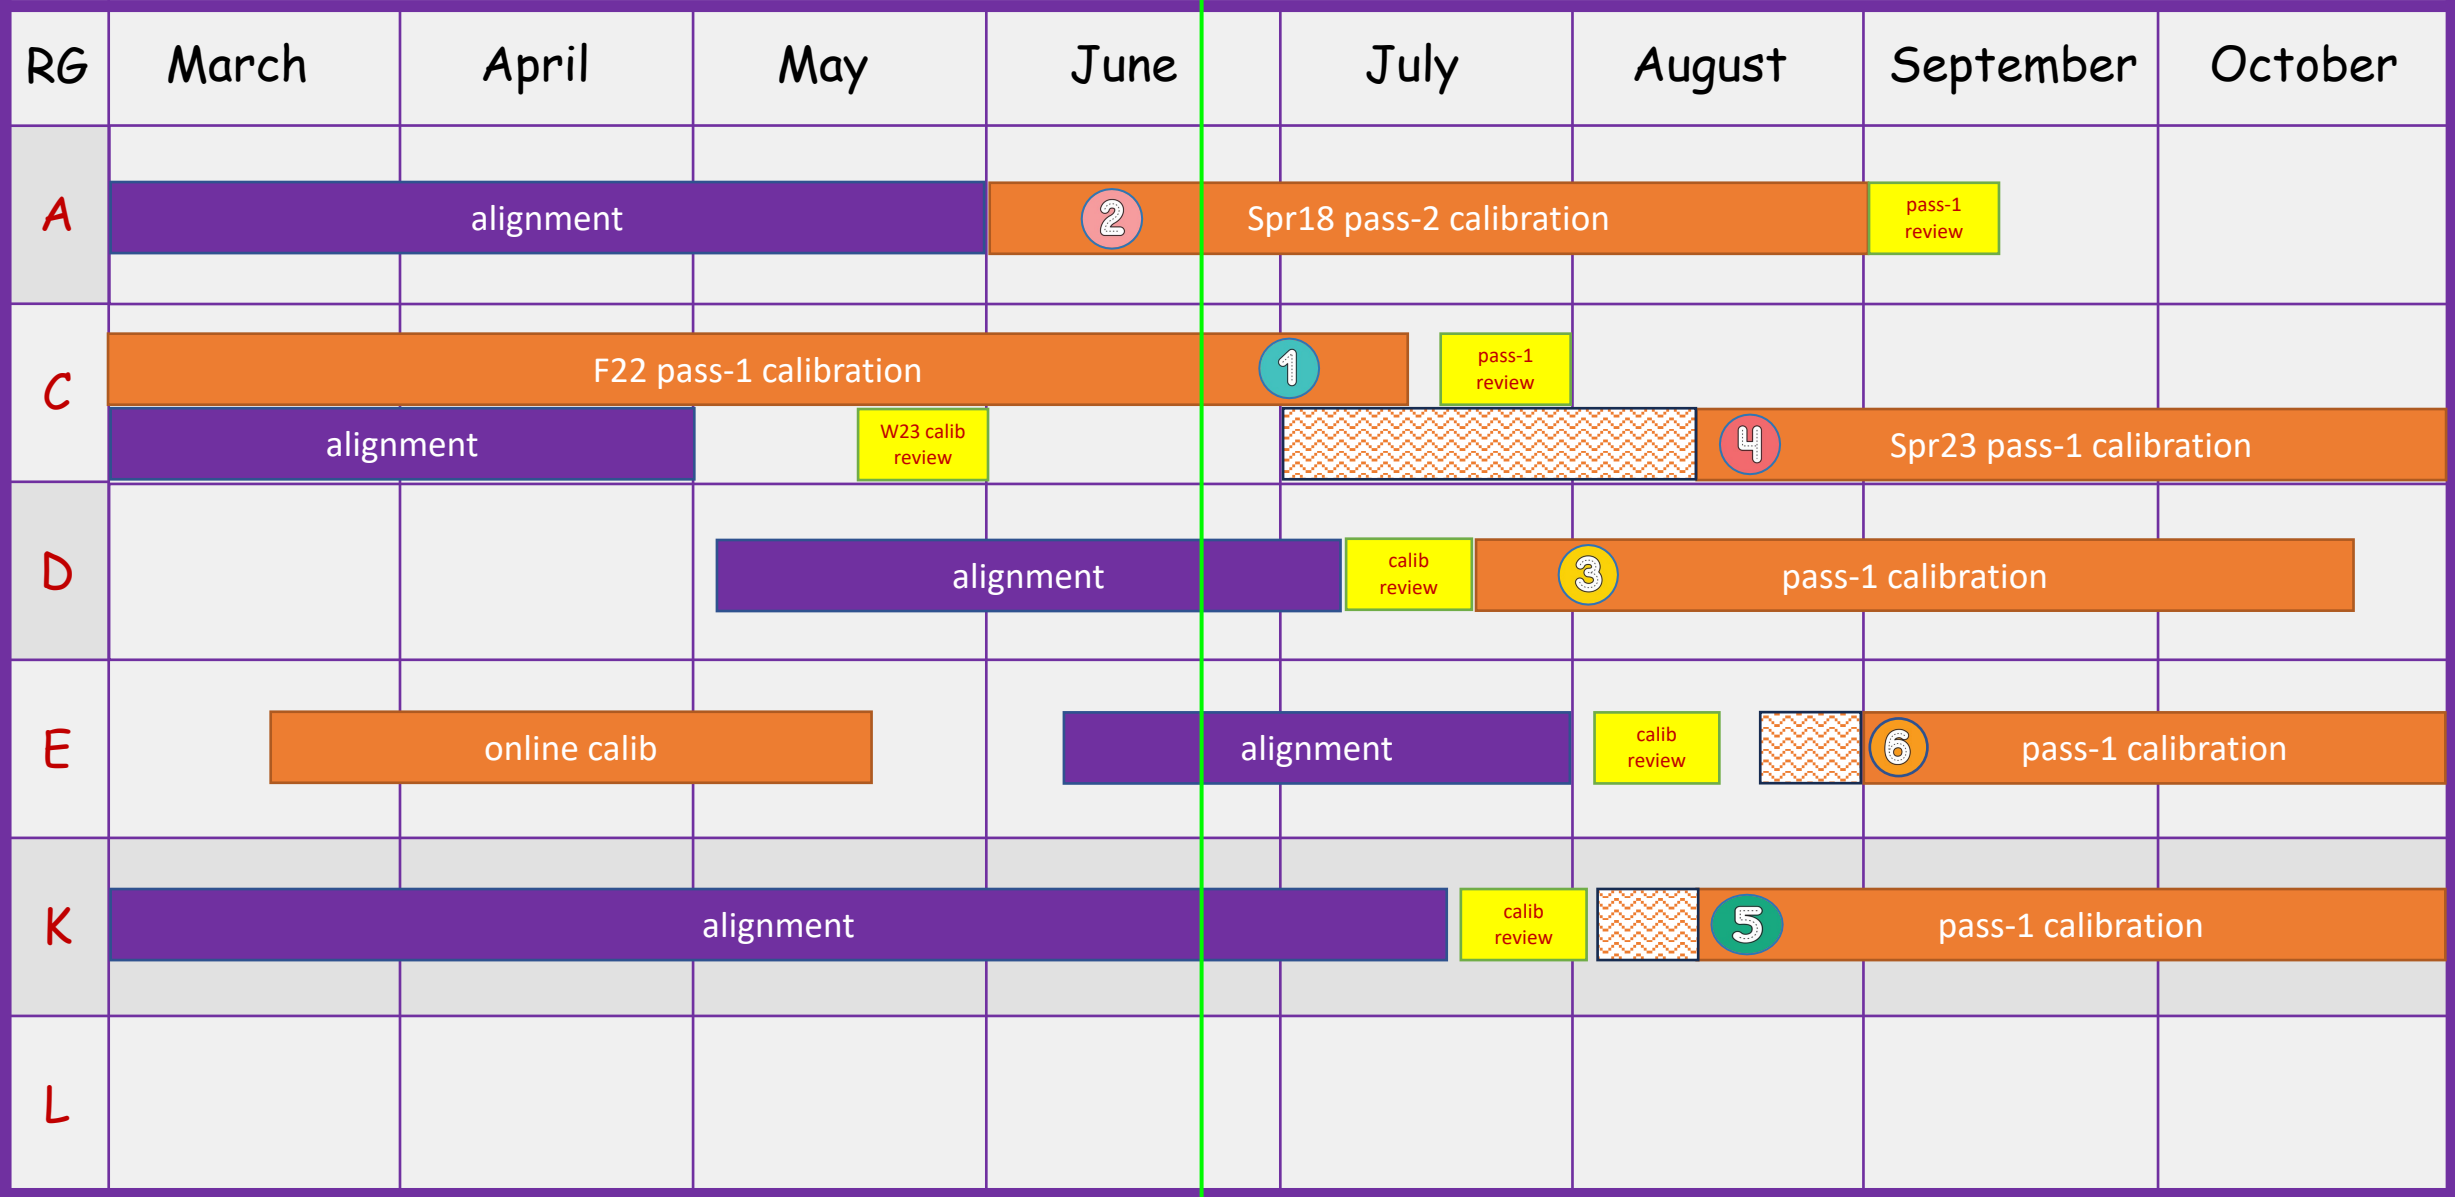 RG March April May June July August September October
A alignment 2 Spr18 pass-2 calibration pass-1
review
C F22 pass-1 calibration 1 pass-1
review
alignment W23 calib
review
4 Spr23 pass-1 calibration
D alignment calib
review
3 pass-1 calibration
E online calib alignment calib
review
6 pass-1 calibration
K alignment calib
review
5 pass-1 calibration
L